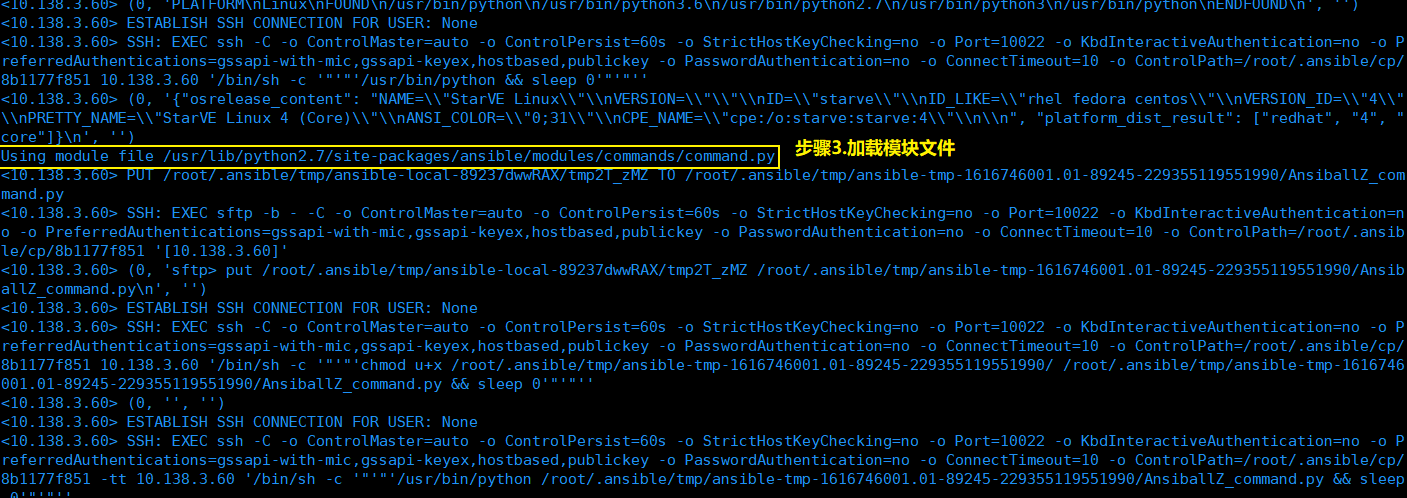 <10.138.3.60> (0, 'PLATFORM\nLinux\nFOUND\n/usr/bin/python\n/usr/bin/python3.6\n/usr/bin/python2.7\n/usr/bin/python3\n/usr/bin/python\nENDFOUND\n', '')
<10.138.3.60> ESTABLISH SSH CONNECTION FOR USER: None
<10.138.3.60> SSH: EXEC ssh -C -o ControlMaster=auto -o ControlPersist=60s -o StrictHostKeyChecking=no -o Port=10022 -o KbdInteractiveAuthentication=no -o P
referredAuthentications=gssapi-with-mic,gssapi-keyex,hostbased,publickey -o PasswordAuthentication=no -o ConnectTimeout=10 -o ControlPath=/root/.ansible/cp/
8b1177f851 10.138.3.60 '/bin/sh -c '"'"'/usr/bin/python && sleep 0'"'"''
<10.138.3.60> (0, '{"osrelease_content": "NAME=\\"StarVE Linux\\"\\nVERSION=\\"\\"\\nID=\\"starve\\"\\nID_LIKE=\\"rhel fedora centos\\"\\nVERSION_ID=\\"4\\"
\\nPRETTY_NAME=\\"StarVE Linux 4 (Core)\\"\\nANSI_COLOR=\\"0;31\\"\\nCPE_NAME=\\"cpe:/o:starve:starve:4\\"\\n\\n", "platform_dist_result": ["redhat", "4", "
core"]}\n', '')
Using module file /usr/lib/python2.7/site-packages/ansible/modules/commands/command.py 步骤3.加载模块文件
<10.138.3.60> PUT /root/.ansible/tmp/ansible-local-89237dwwRAX/tmp2T_zMZ TO /root/.ansible/tmp/ansible-tmp-1616746001.01-89245-229355119551990/AnsiballZ_com
mand.py
<10.138.3.60> SSH: EXEC sftp -b - -C -o ControlMaster=auto -o ControlPersist=60s -o StrictHostKeyChecking=no -o Port=10022 -o KbdInteractiveAuthentication=n
o -o PreferredAuthentications=gssapi-with-mic,gssapi-keyex,hostbased,publickey -o PasswordAuthentication=no -o ConnectTimeout=10 -o ControlPath=/root/.ansib
le/cp/8b1177f851 '[10.138.3.60]'
<10.138.3.60> (0, 'sftp> put /root/.ansible/tmp/ansible-local-89237dwwRAX/tmp2T_zMZ /root/.ansible/tmp/ansible-tmp-1616746001.01-89245-229355119551990/Ansi
ballZ_command.py\n', '')
<10.138.3.60> ESTABLISH SSH CONNECTION FOR USER: None
<10.138.3.60> SSH: EXEC ssh -C -o ControlMaster=auto -o ControlPersist=60s -o StrictHostKeyChecking=no -o Port=10022 -o KbdInteractiveAuthentication=no -o P
referredAuthentications=gssapi-with-mic,gssapi-keyex,hostbased,publickey -o PasswordAuthentication=no -o ConnectTimeout=10 -o ControlPath=/root/.ansible/cp/
8b1177f851 10.138.3.60 '/bin/sh -c '"'"'chmod u+x /root/.ansible/tmp/ansible-tmp-1616746001.01-89245-229355119551990/ /root/.ansible/tmp/ansible-tmp-1616746
001.01-89245-229355119551990/AnsiballZ_command.py && sleep 0'"'"''
<10.138.3.60> (0, '', '')
<10.138.3.60> ESTABLISH SSH CONNECTION FOR USER: None
<10.138.3.60> SSH: EXEC ssh -C -o ControlMaster=auto -o ControlPersist=60s -o StrictHostKeyChecking=no -o Port=10022 -o KbdInteractiveAuthentication=no -o P
referredAuthentications=gssapi-with-mic,gssapi-keyex,hostbased,publickey -o PasswordAuthentication=no -o ConnectTimeout=10 -o ControlPath=/root/.ansible/cp/
8b1177f851 -tt 10.138.3.60 '/bin/sh -c '"'"'/usr/bin/python /root/.ansible/tmp/ansible-tmp-1616746001.01-89245-229355119551990/AnsiballZ_command.py && sleep
 0'"'"''